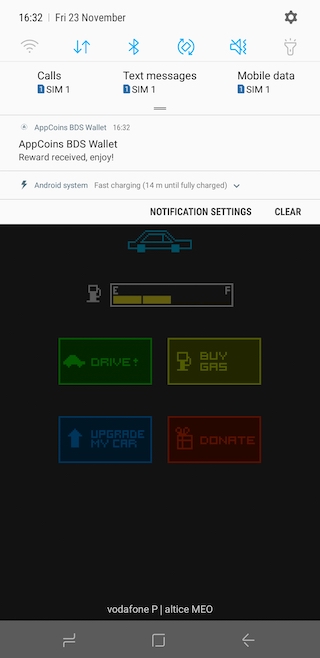 16:32 | Fri 23 November
Calls Text messages Mobile data
1 SIM 1 1 SIM 1 1 SIM 1
AppCoins BDS Wallet 16:32
AppCoins BDS Wallet
Reward received, enjoy!
Android system Fast charging (14 m until fully charged)
NOTIFICATION SETTINGS CLEAR
E F
DRIVE! BUY GAS
UPGRADE MY CAR DONATE
vodafone P | altice MEO